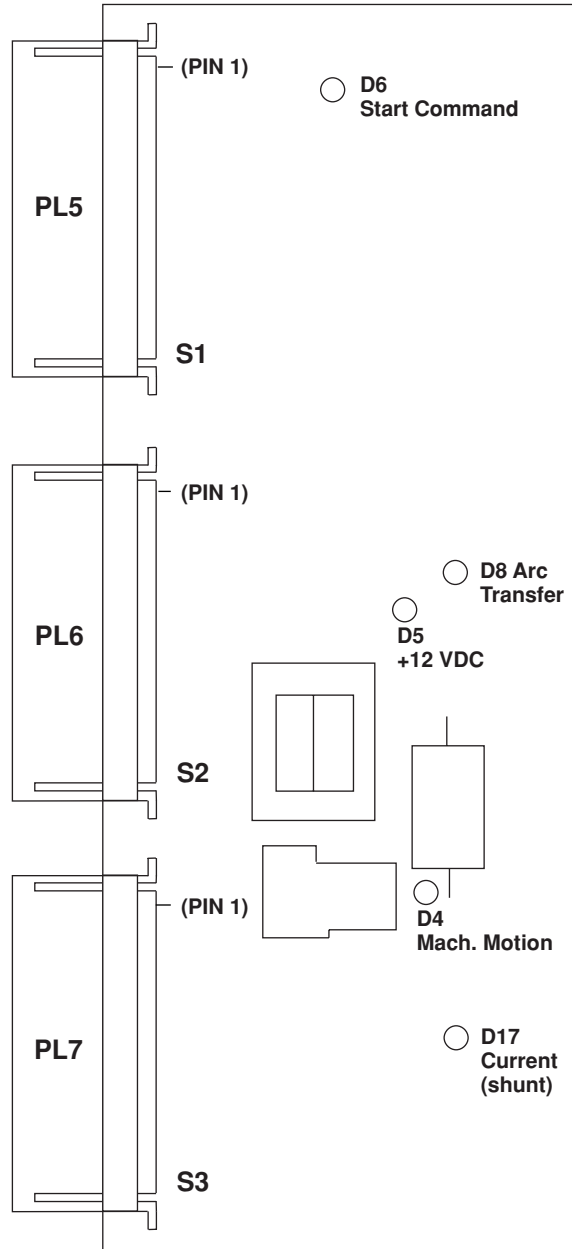 (PIN 1)
D6
Start Command
PL5
S1
(PIN 1)
D8 Arc
Transfer
D5
+12 VDC
PL6
S2
(PIN 1)
D4
Mach. Motion
PL7
D17
Current
(shunt)
S3